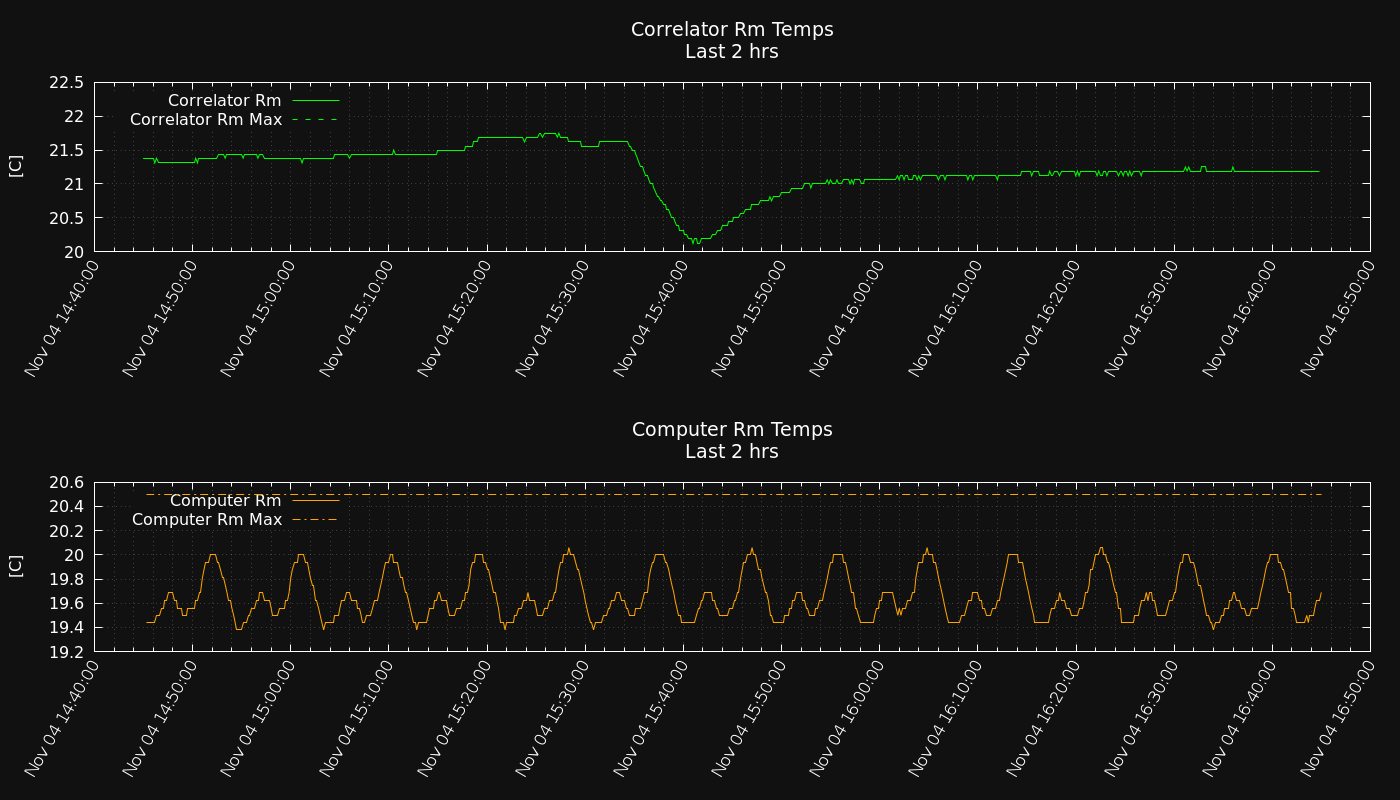 Correlator Rm Temps
Last 2 hrs
22.5
22
21.5
21
20.5
20
[C]
Correlator Rm
Correlator Rm Max
Nov 04 14:40:00
Nov 04 14:50:00
Nov 04 15:00:00
Nov 04 15:10:00
Nov 04 15:20:00
Nov 04 15:30:00
Nov 04 15:40:00
Nov 04 15:50:00
Nov 04 16:00:00
Nov 04 16:10:00
Nov 04 16:20:00
Nov 04 16:30:00
Nov 04 16:40:00
Nov 04 16:50:00
Computer Rm Temps
Last 2 hrs
20.6
20.4
20.2
20
19.8
19.6
19.4
19.2
[C]
Computer Rm
Computer Rm Max
Nov 04 14:40:00
Nov 04 14:50:00
Nov 04 15:00:00
Nov 04 15:10:00
Nov 04 15:20:00
Nov 04 15:30:00
Nov 04 15:40:00
Nov 04 15:50:00
Nov 04 16:00:00
Nov 04 16:10:00
Nov 04 16:20:00
Nov 04 16:30:00
Nov 04 16:40:00
Nov 04 16:50:00